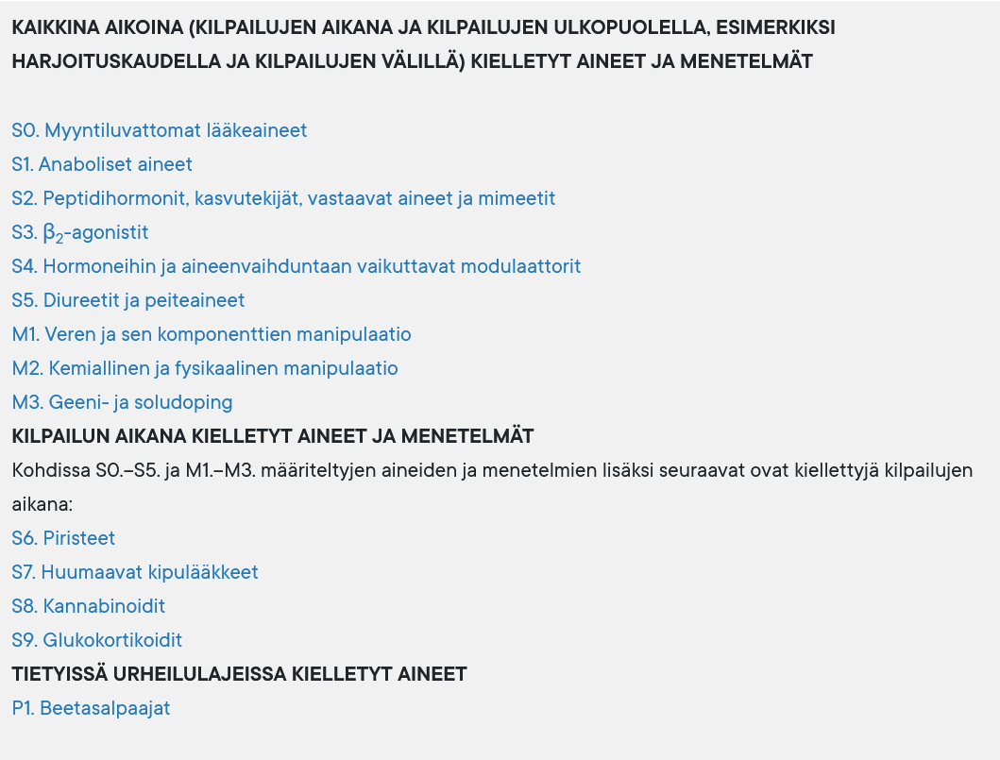 KAIKKINA AIKOINA (KILPAILUJEN AIKANA JA KILPAILUJEN ULKOPUOLELLA, ESIMERKIKSI
HARJOITUSKAUDELLA JA KILPAILUJEN VÄLILLÄ) KIELLETYT AINEET JA MENETELMÄT
S0. Myyntiluvattomat lääkeaineet
S1. Anaboliset aineet
S2. Peptidihormonit, kasvutekijät, vastaavat aineet ja mimeetit
S3. β₂-agonistit
S4. Hormoneihin ja aineenvaihduntaan vaikuttavat modulaattorit
S5. Diureetit ja peiteaineet
M1. Veren ja sen komponenttien manipulaatio
M2. Kemiallinen ja fysikaalinen manipulaatio
M3. Geeni- ja soludoping
KILPAILUN AIKANA KIELLETYT AINEET JA MENETELMÄT
Kohdissa S0.–S5. ja M1.–M3. määriteltyjen aineiden ja menetelmien lisäksi seuraavat ovat kiellettyjä kilpailujen
aikana:
S6. Piristeet
S7. Huumaavat kipulääkkeet
S8. Kannabinoidit
S9. Glukokortikoidit
TIETYISSÄ URHEILULAJEISSA KIELLETYT AINEET
P1. Beetasalpaajat